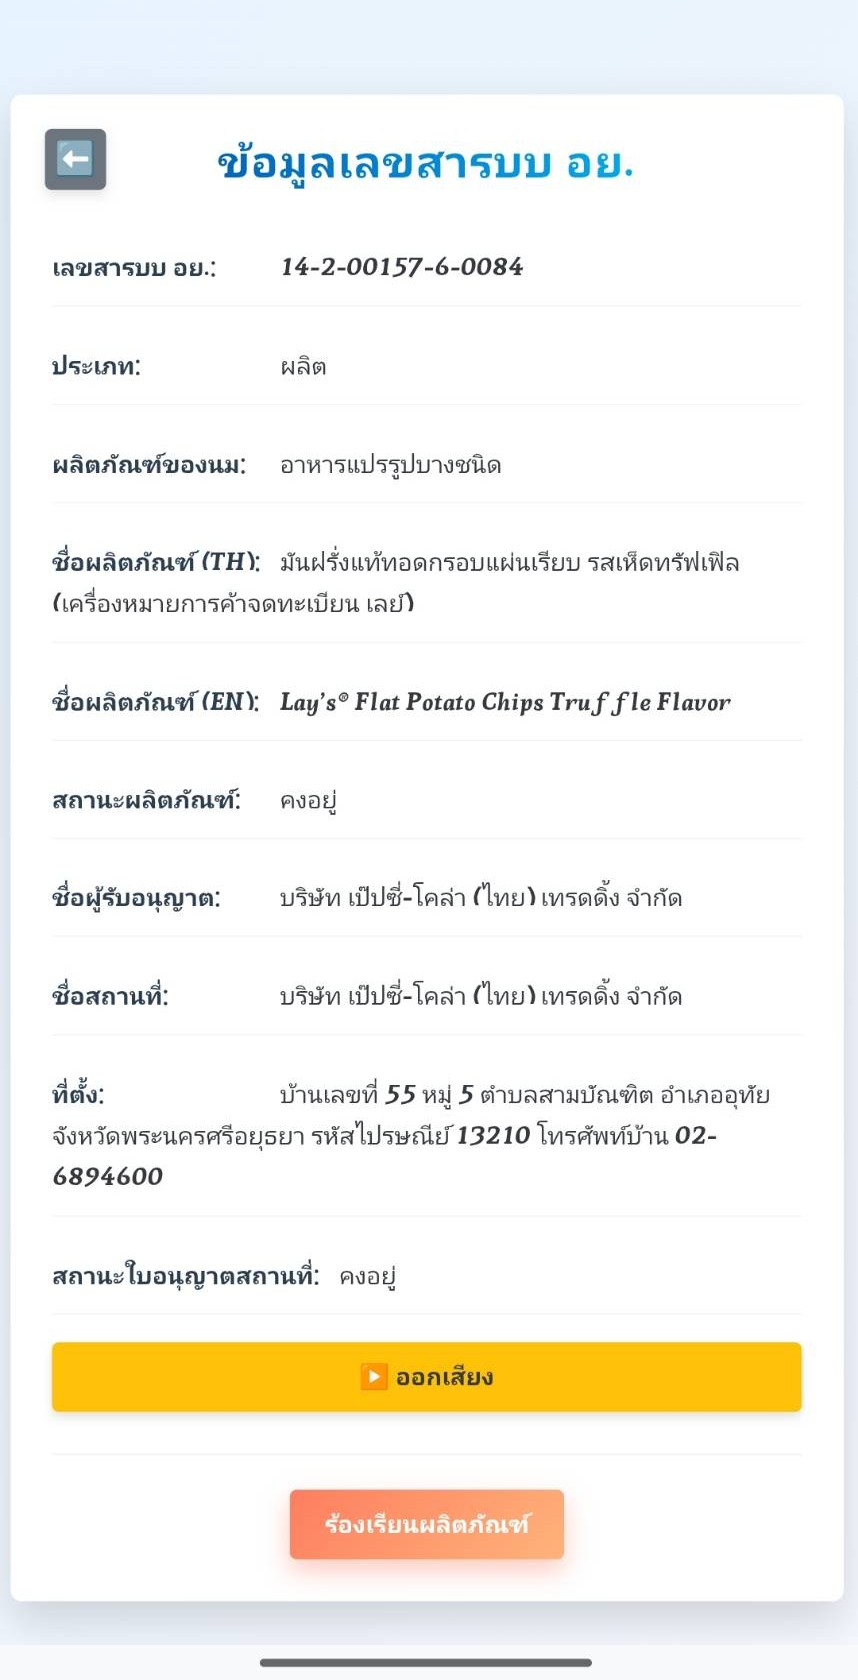 ข้อมูลเลขสารบบ อย.
เลขสารบบ อย.: 14-2-00157-6-0084
ประเภท: ผลิต
ผลิตภัณฑ์ของนม: อาหารแปรรูปบางชนิด
ชื่อผลิตภัณฑ์ (TH): มันฝรั่งแท้ทอดกรอบแผ่นเรียบ รสเห็ดทรัฟเฟิล
(เครื่องหมายการค้าจดทะเบียน เลย์)
ชื่อผลิตภัณฑ์ (EN): Lay's® Flat Potato Chips Truffle Flavor
สถานะผลิตภัณฑ์: คงอยู่
ชื่อผู้รับอนุญาต: บริษัท เป๊ปซี่-โคล่า (ไทย) เทรดดิ้ง จำกัด
ชื่อสถานที่: บริษัท เป๊ปซี่-โคล่า (ไทย) เทรดดิ้ง จำกัด
ที่ตั้ง: บ้านเลขที่ 55 หมู่ 5 ตำบลสามบัณฑิต อำเภออุทัย
จังหวัดพระนครศรีอยุธยา รหัสไปรษณีย์ 13210 โทรศัพท์บ้าน 02-
6894600
สถานะใบอนุญาตสถานที่: คงอยู่
ออกเสียง
ร้องเรียนผลิตภัณฑ์